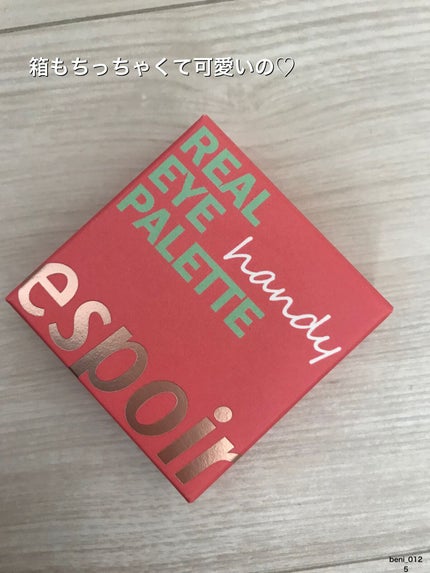 箱もちっちゃくて可愛いの♡
REAL
EYE
PALETTE
handy
espoir
beni_012
5